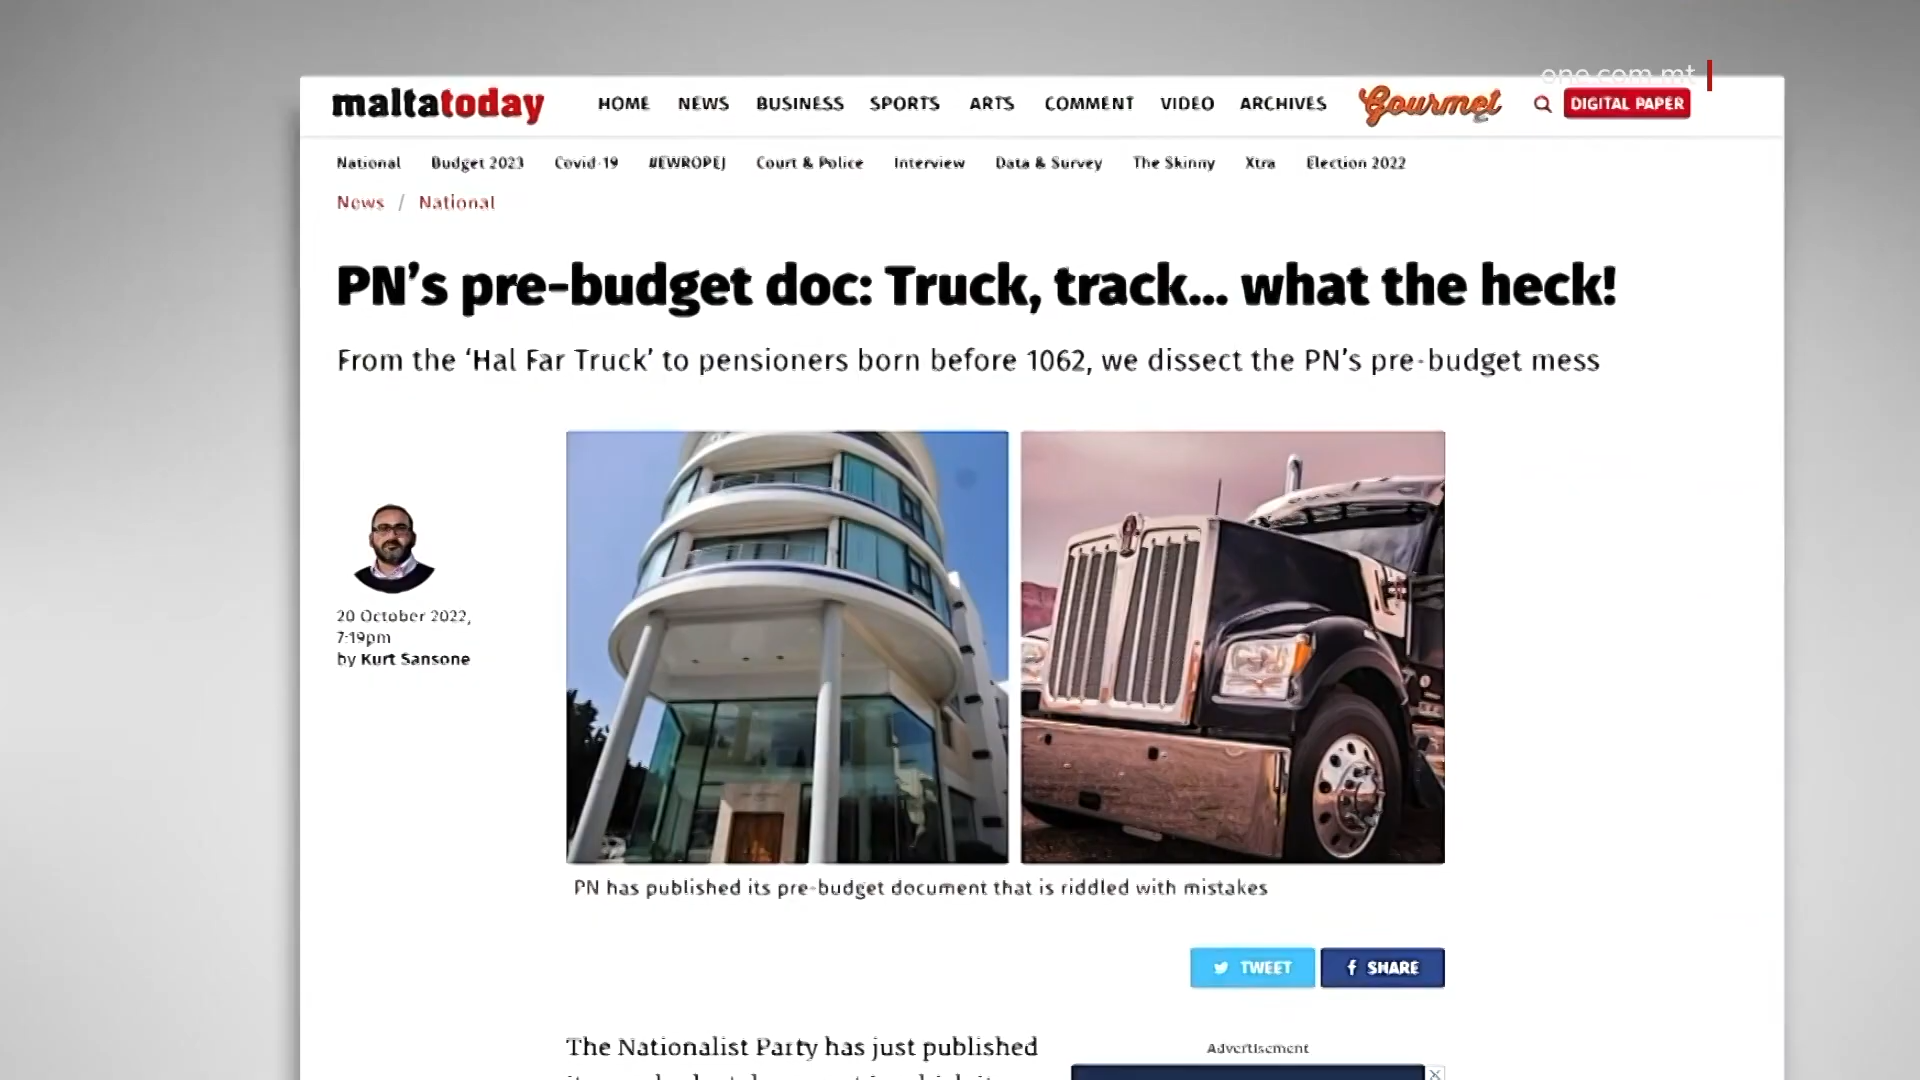 one.com.mt
maltatoday HOME NEWS BUSINESS SPORTS ARTS COMMENT VIDEO ARCHIVES Gourmet DIGITAL PAPER
National Budget 2023 Covid-19 #EWROPEJ Court & Police Interview Data & Survey The Skinny Xtra Election 2022
News / National
PN’s pre-budget doc: Truck, track... what the heck!
From the ‘Hal Far Truck’ to pensioners born before 1062, we dissect the PN’s pre-budget mess
20 October 2022,
7:19pm
by Kurt Sansone
PN has published its pre-budget document that is riddled with mistakes
TWEET SHARE
The Nationalist Party has just published
Advertisement